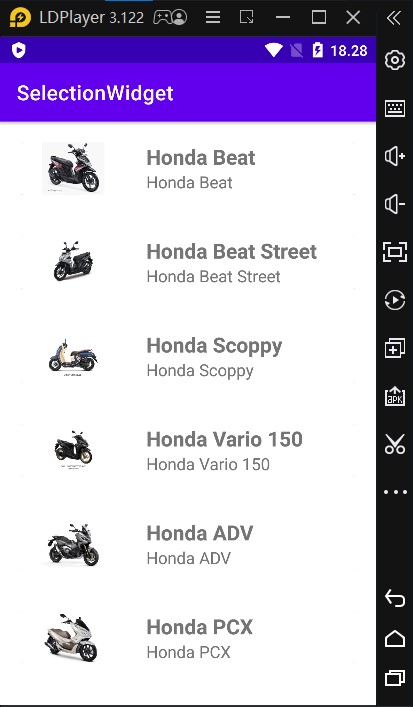 LDPlayer 3.122
18.28
SelectionWidget
Honda Beat
Honda Beat
Honda Beat Street
Honda Beat Street
Honda Scoppy
Honda Scoppy
Honda Vario 150
Honda Vario 150
Honda ADV
Honda ADV
Honda PCX
Honda PCX